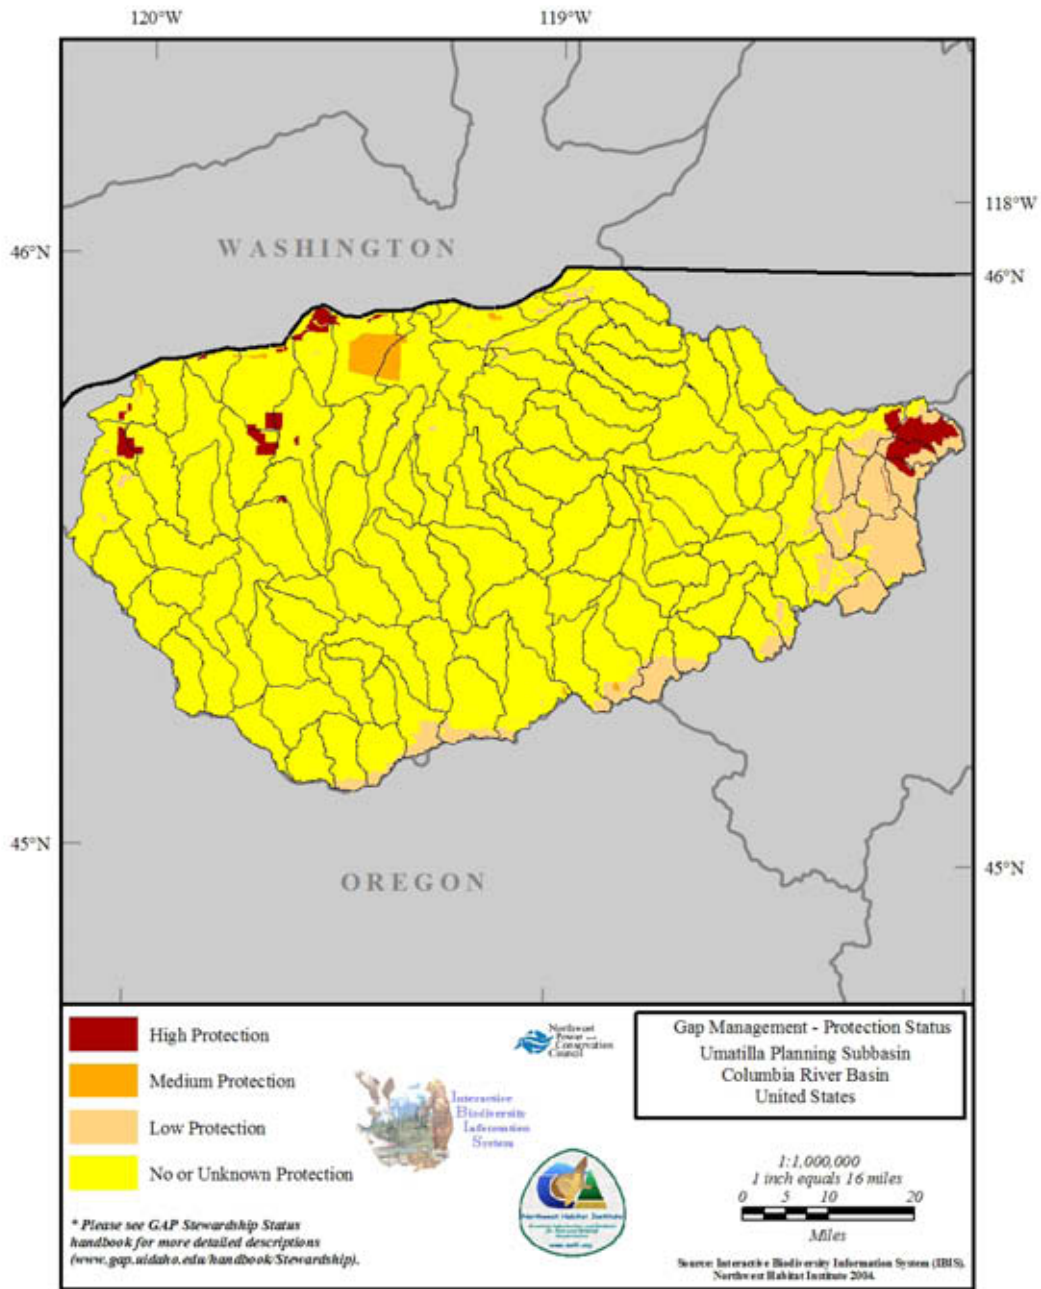 120°W 119°W
118°W
46°N
WASHINGTON
46°N
45°N
45°N
OREGON
High Protection
Medium Protection
Low Protection
No or Unknown Protection
* Please see GAP Stewardship Status
handbook for more detailed descriptions
(www.gap.uidaho.edu/handbook/Stewardship).
Northwest
Power and
Conservation
Council
Interactive
Biodiversity
Information
System
Northwest Habitat Institute
Gap Management - Protection Status
Umatilla Planning Subbasin
Columbia River Basin
United States
1:1,000,000
1 inch equals 16 miles
0 5 10 20
Miles
Source: Interactive Biodiversity Information System (IBIS).
Northwest Habitat Institute 2004.